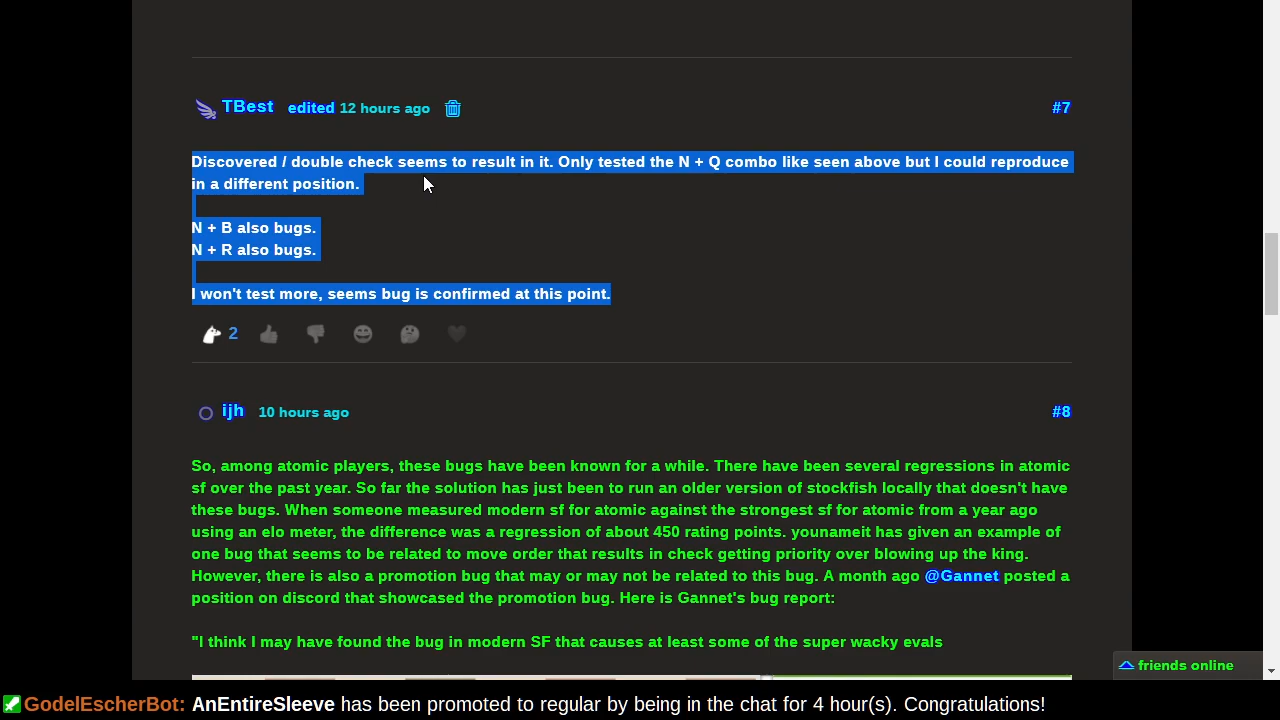 TBest edited 12 hours ago #7
Discovered / double check seems to result in it. Only tested the N + Q combo like seen above but I could reproduce
in a different position.
N + B also bugs.
N + R also bugs.
I won't test more, seems bug is confirmed at this point.
2
ijh 10 hours ago #8
So, among atomic players, these bugs have been known for a while. There have been several regressions in atomic
sf over the past year. So far the solution has just been to run an older version of stockfish locally that doesn't have
these bugs. When someone measured modern sf for atomic against the strongest sf for atomic from a year ago
using an elo meter, the difference was a regression of about 450 rating points. younameit has given an example of
one bug that seems to be related to move order that results in check getting priority over blowing up the king.
However, there is also a promotion bug that may or may not be related to this bug. A month ago @Gannet posted a
position on discord that showcased the promotion bug. Here is Gannet's bug report:
"I think I may have found the bug in modern SF that causes at least some of the super wacky evals
friends online
GodelEscherBot: AnEntireSleeve has been promoted to regular by being in the chat for 4 hour(s). Congratulations!